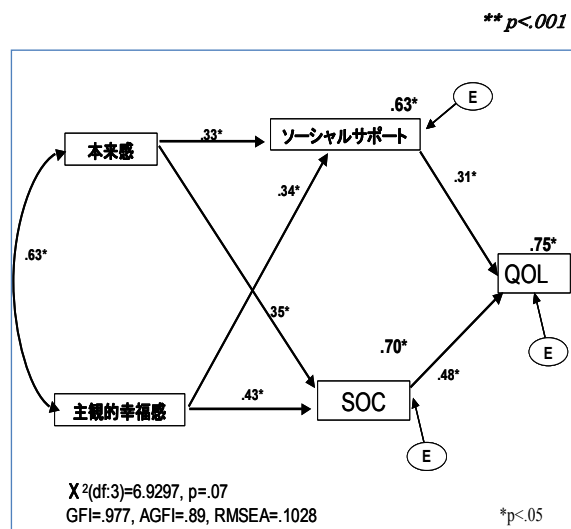 ** p<.001
.63*
E
ソーシャルサポート
.33*
本来感
.34*
.31*
.63*
.75*
QOL
.35*
.70*
E
.48*
主観的幸福感
.43*
SOC
E
X²(df:3)=6.9297, p=.07
GFI=.977, AGFI=.89, RMSEA=.1028
*p<.05